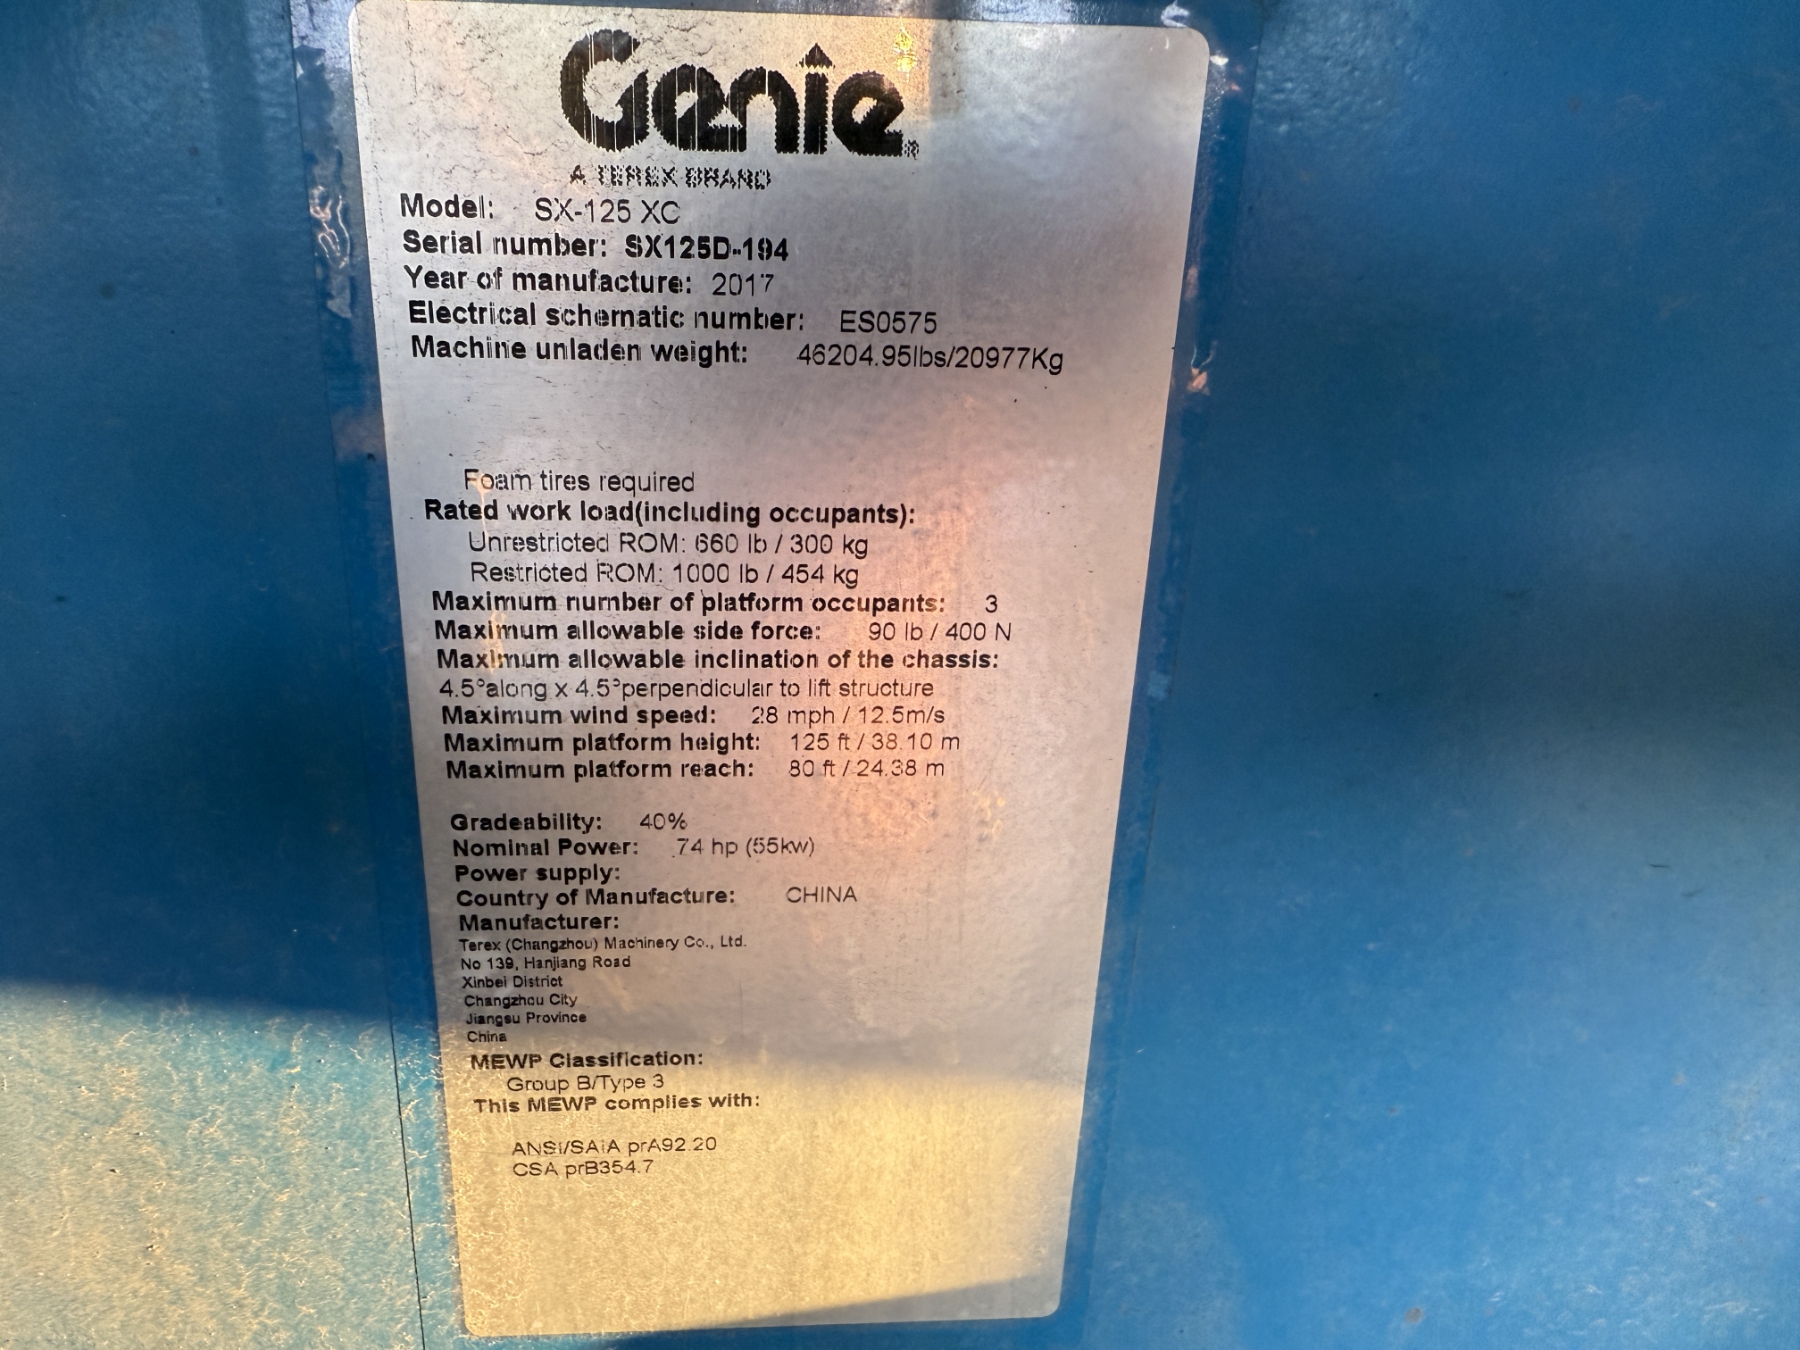 Genie®
A TEREX BRAND
Model: SX-125 XC
Serial number: SX125D-194
Year of manufacture: 2017
Electrical schematic number: ES0575
Machine unladen weight: 46204.95lbs/20977Kg
Foam tires required
Rated work load(including occupants):
Unrestricted ROM: 660 lb / 300 kg
Restricted ROM: 1000 lb / 454 kg
Maximum number of platform occupants: 3
Maximum allowable side force: 90 lb / 400 N
Maximum allowable inclination of the chassis:
4.5°along x 4.5°perpendicular to lift structure
Maximum wind speed: 28 mph / 12.5m/s
Maximum platform height: 125 ft / 38.10 m
Maximum platform reach: 80 ft / 24.38 m
Gradeability: 40%
Nominal Power: 74 hp (55kw)
Power supply:
Country of Manufacture: CHINA
Manufacturer:
Terex (Changzhou) Machinery Co., Ltd.
No 139, Hanjiang Road
Xinbei District
Changzhou City
Jiangsu Province
China
MEWP Classification:
Group B/Type 3
This MEWP complies with:
ANSI/SAIA prA92.20
CSA prB354.7